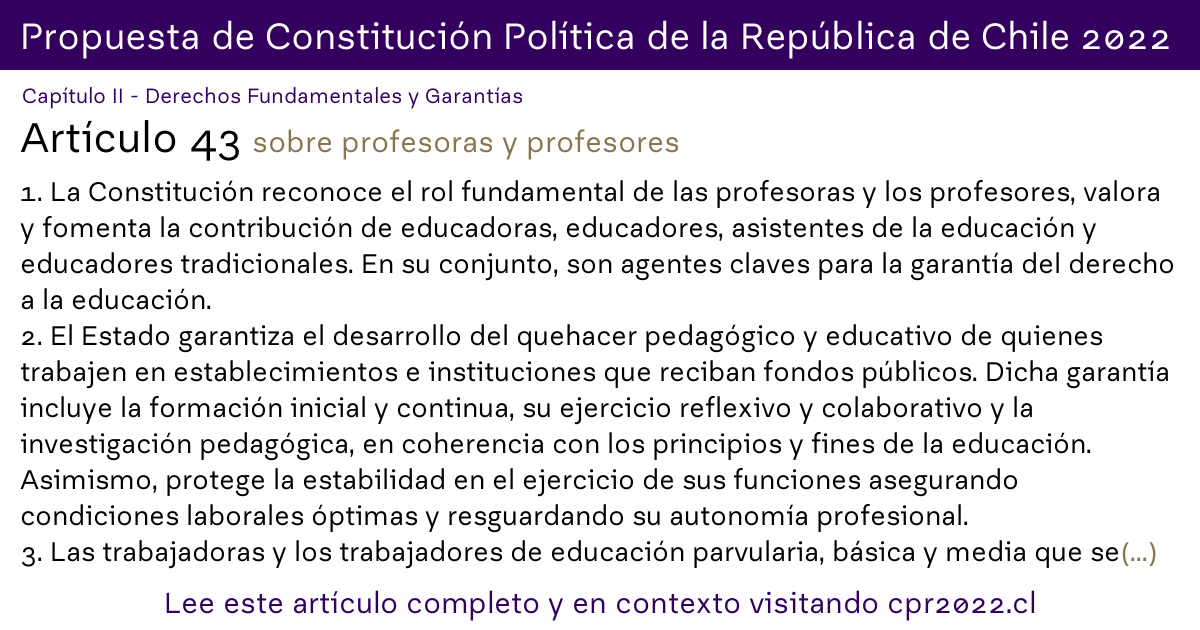 Propuesta de Constitución Política de la República de Chile 2022
Capítulo II - Derechos Fundamentales y Garantías
Artículo 43 sobre profesoras y profesores
1. La Constitución reconoce el rol fundamental de las profesoras y los profesores, valora
y fomenta la contribución de educadoras, educadores, asistentes de la educación y
educadores tradicionales. En su conjunto, son agentes claves para la garantía del derecho
a la educación.
2. El Estado garantiza el desarrollo del quehacer pedagógico y educativo de quienes
trabajen en establecimientos e instituciones que reciban fondos públicos. Dicha garantía
incluye la formación inicial y continua, su ejercicio reflexivo y colaborativo y la
investigación pedagógica, en coherencia con los principios y fines de la educación.
Asimismo, protege la estabilidad en el ejercicio de sus funciones asegurando
condiciones laborales óptimas y resguardando su autonomía profesional.
3. Las trabajadoras y los trabajadores de educación parvularia, básica y media que se(...)
Lee este artículo completo y en contexto visitando cpr2022.cl